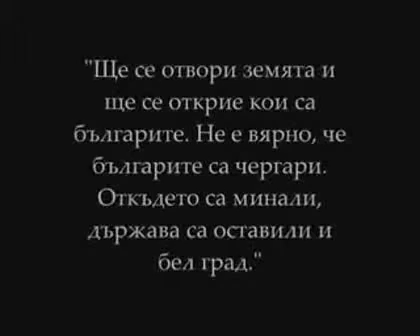 "Ще се отвори земята и
ще се открие кои са
българите. Не е вярно, че
българите са чергари.
Откъдето са минали,
държава са оставили и
бел град."